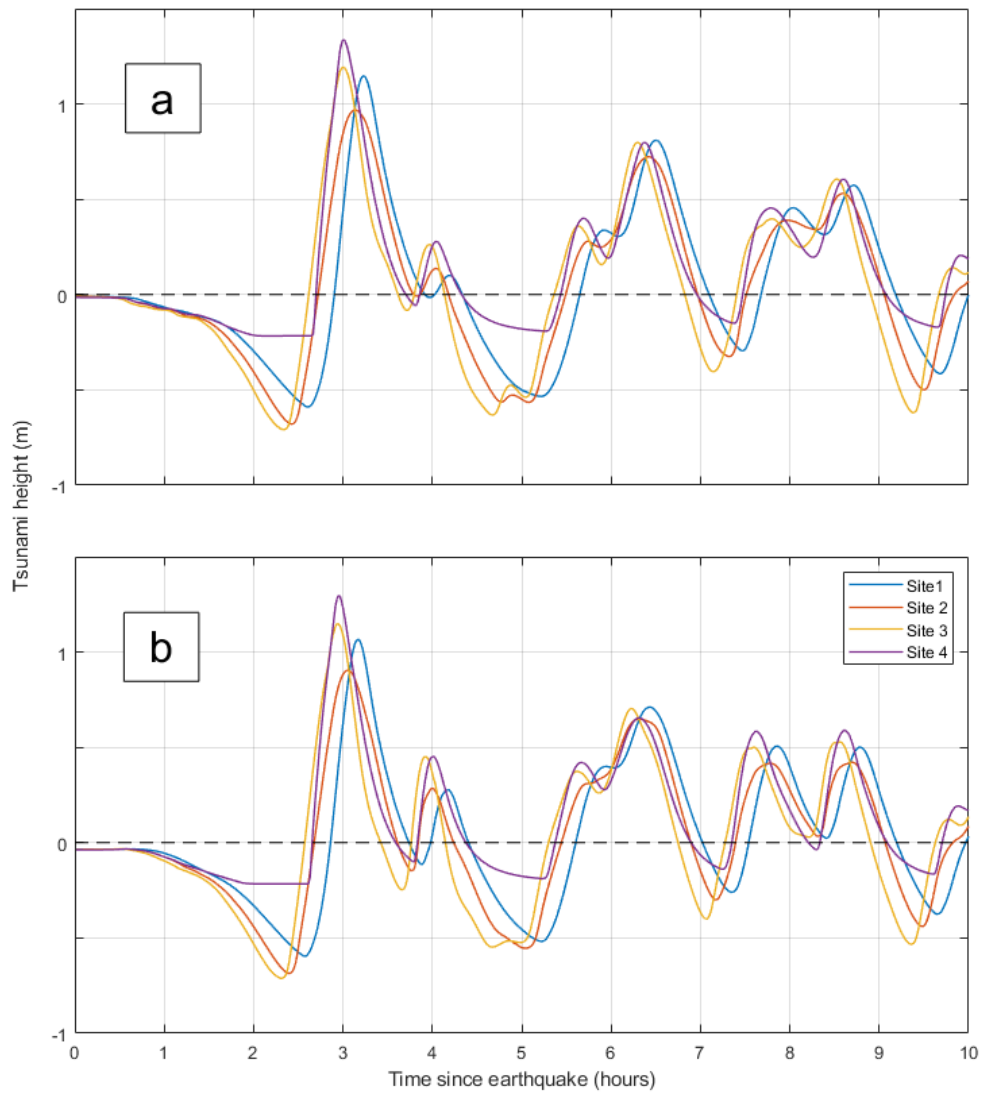 a
1
0
-1
Tsunami height (m)
b
Site1
Site 2
Site 3
Site 4
1
0
-1
0 1 2 3 4 5 6 7 8 9 10
Time since earthquake (hours)